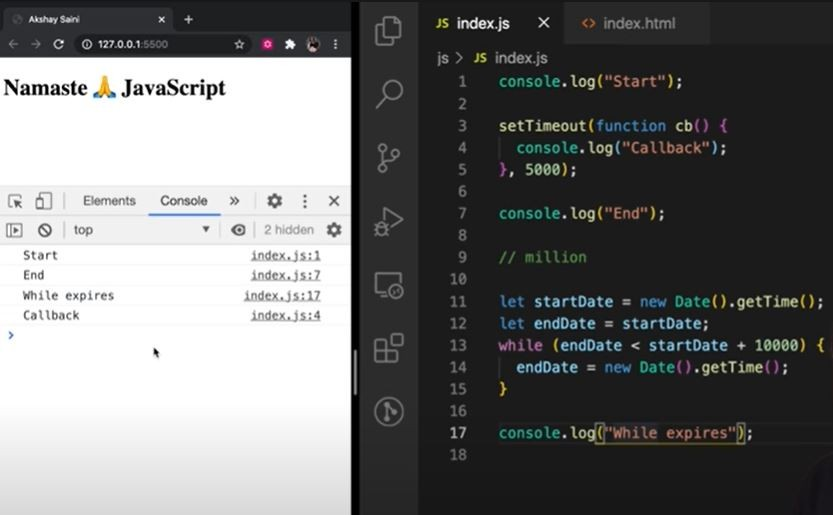 Akshay Saini
127.0.0.1:5500
Namaste 🙏 JavaScript
Elements Console »
top 2 hidden
Start index.js:1
End index.js:7
While expires index.js:17
Callback index.js:4
>
JS index.js <> index.html
js > JS index.js
1 console.log("Start");
2
3 setTimeout(function cb() {
4 console.log("Callback");
5 }, 5000);
6
7 console.log("End");
8
9 // million
10
11 let startDate = new Date().getTime();
12 let endDate = startDate;
13 while (endDate < startDate + 10000) {
14 endDate = new Date().getTime();
15 }
16
17 console.log("While expires");
18